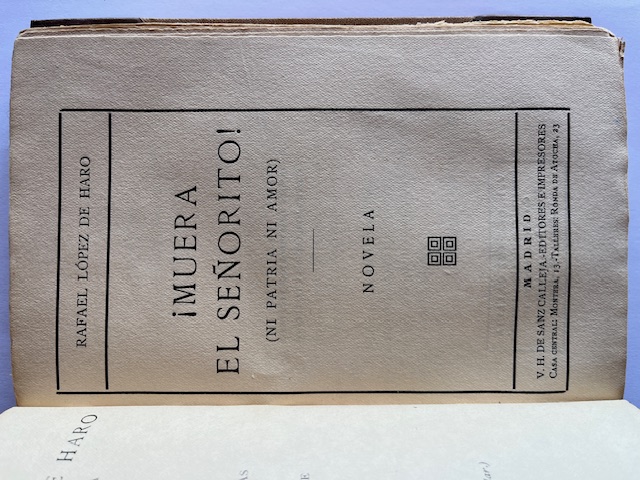 RAFAEL LÓPEZ DE HARO
¡MUERA
EL SEÑORITO!
(NI PATRIA NI AMOR)
NOVELA
MADRID
V. H. DE SANZ CALLEJA.-EDITORES E IMPRESORES
CASA CENTRAL: MONTERA, 13.-TALLERES: RONDA DE ATOCHA, 23
HARO